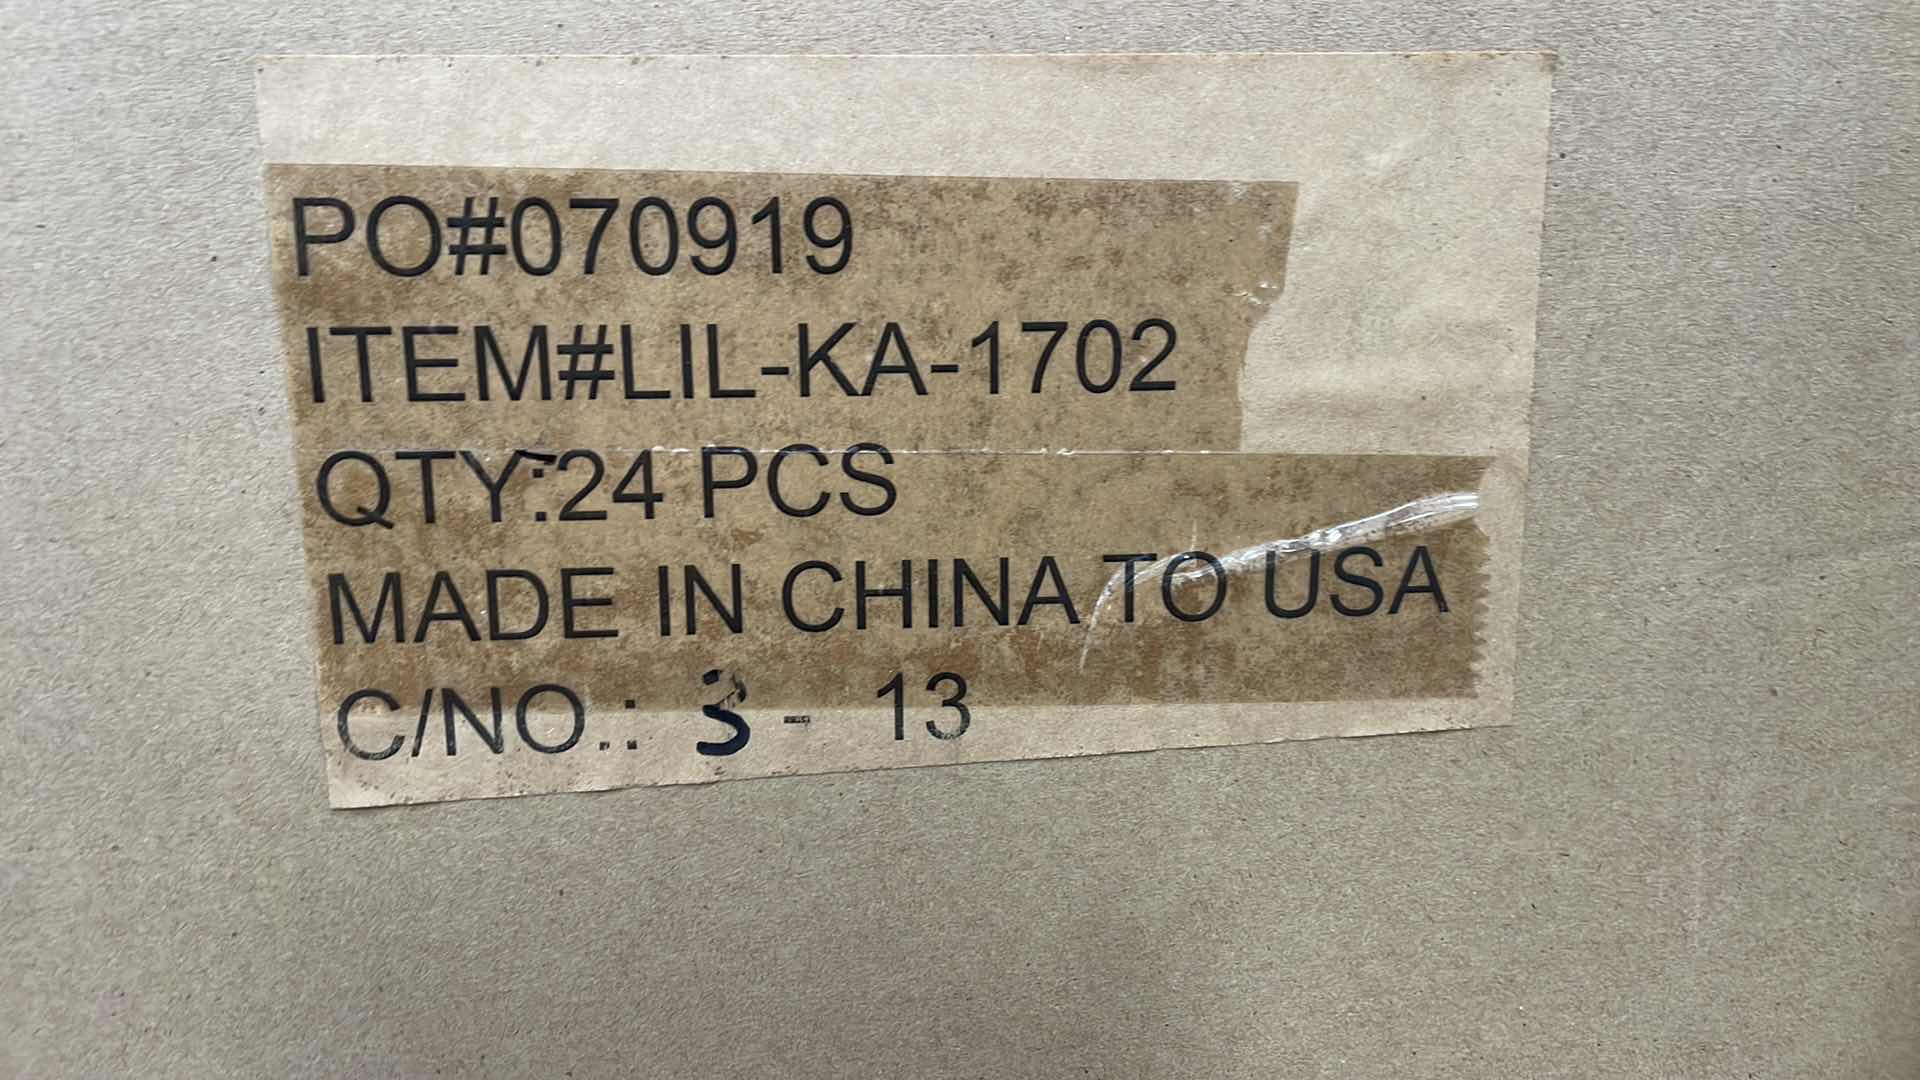 PO#070919
ITEM#LIL-KA-1702
QTY:24 PCS
MADE IN CHINA TO USA
C/NO.: 3 - 13